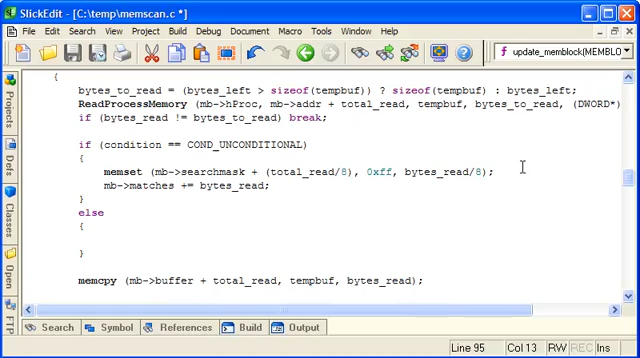 SlickEdit - [C:\temp\memscan.c *]
File Edit Search View Project Build Debug Document Macro Tools Window Help
update_memblock(MEMBLO
{
bytes_to_read = (bytes_left > sizeof(tempbuf)) ? sizeof(tempbuf) : bytes_left;
ReadProcessMemory (mb->hProc, mb->addr + total_read, tempbuf, bytes_to_read, (DWORD*)
if (bytes_read != bytes_to_read) break;
if (condition == COND_UNCONDITIONAL)
{
memset (mb->searchmask + (total_read/8), 0xff, bytes_read/8);
mb->matches += bytes_read;
}
else
{
}
memcpy (mb->buffer + total_read, tempbuf, bytes_read);
Projects
Defs
Classes
Open
FTP
Search Symbol References Build Output
Line 95 Col 13 RW REC Ins